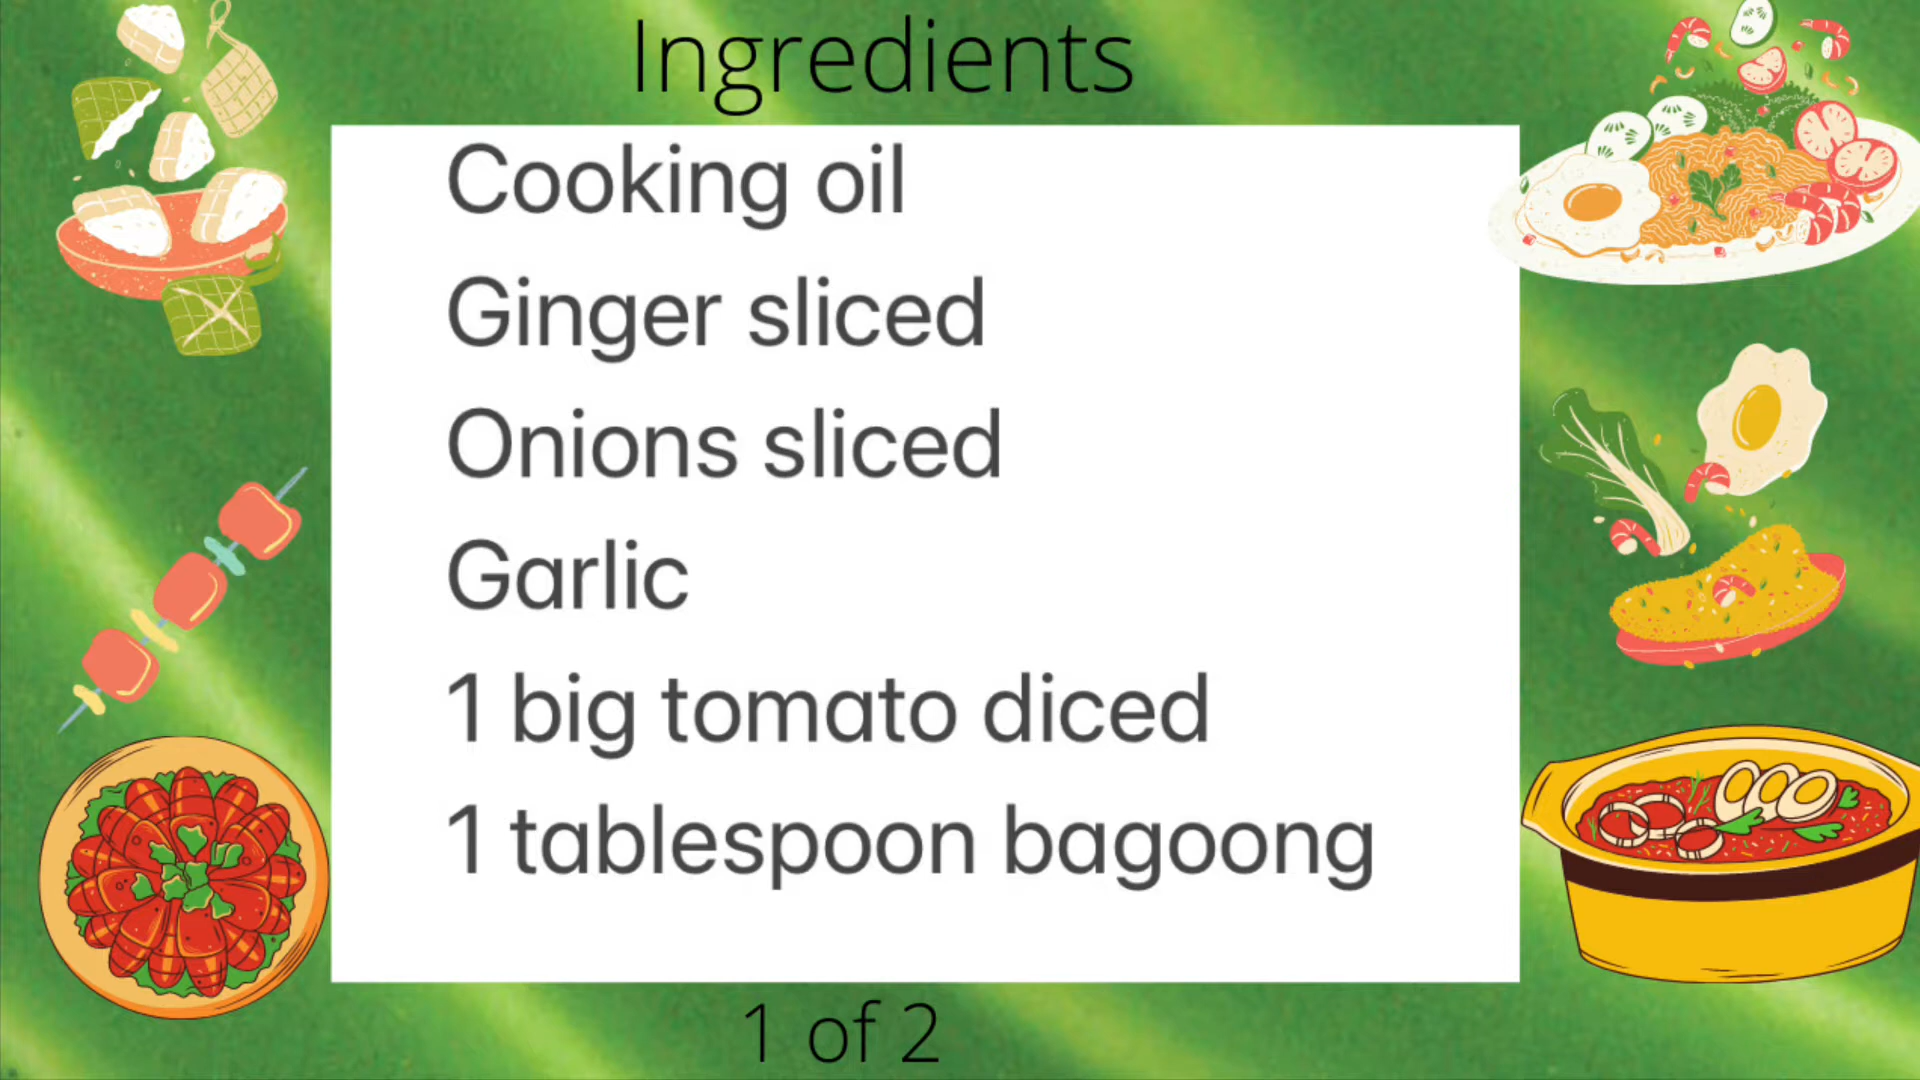 Ingredients
Cooking oil
Ginger sliced
Onions sliced
Garlic
1 big tomato diced
1 tablespoon bagoong
1 of 2